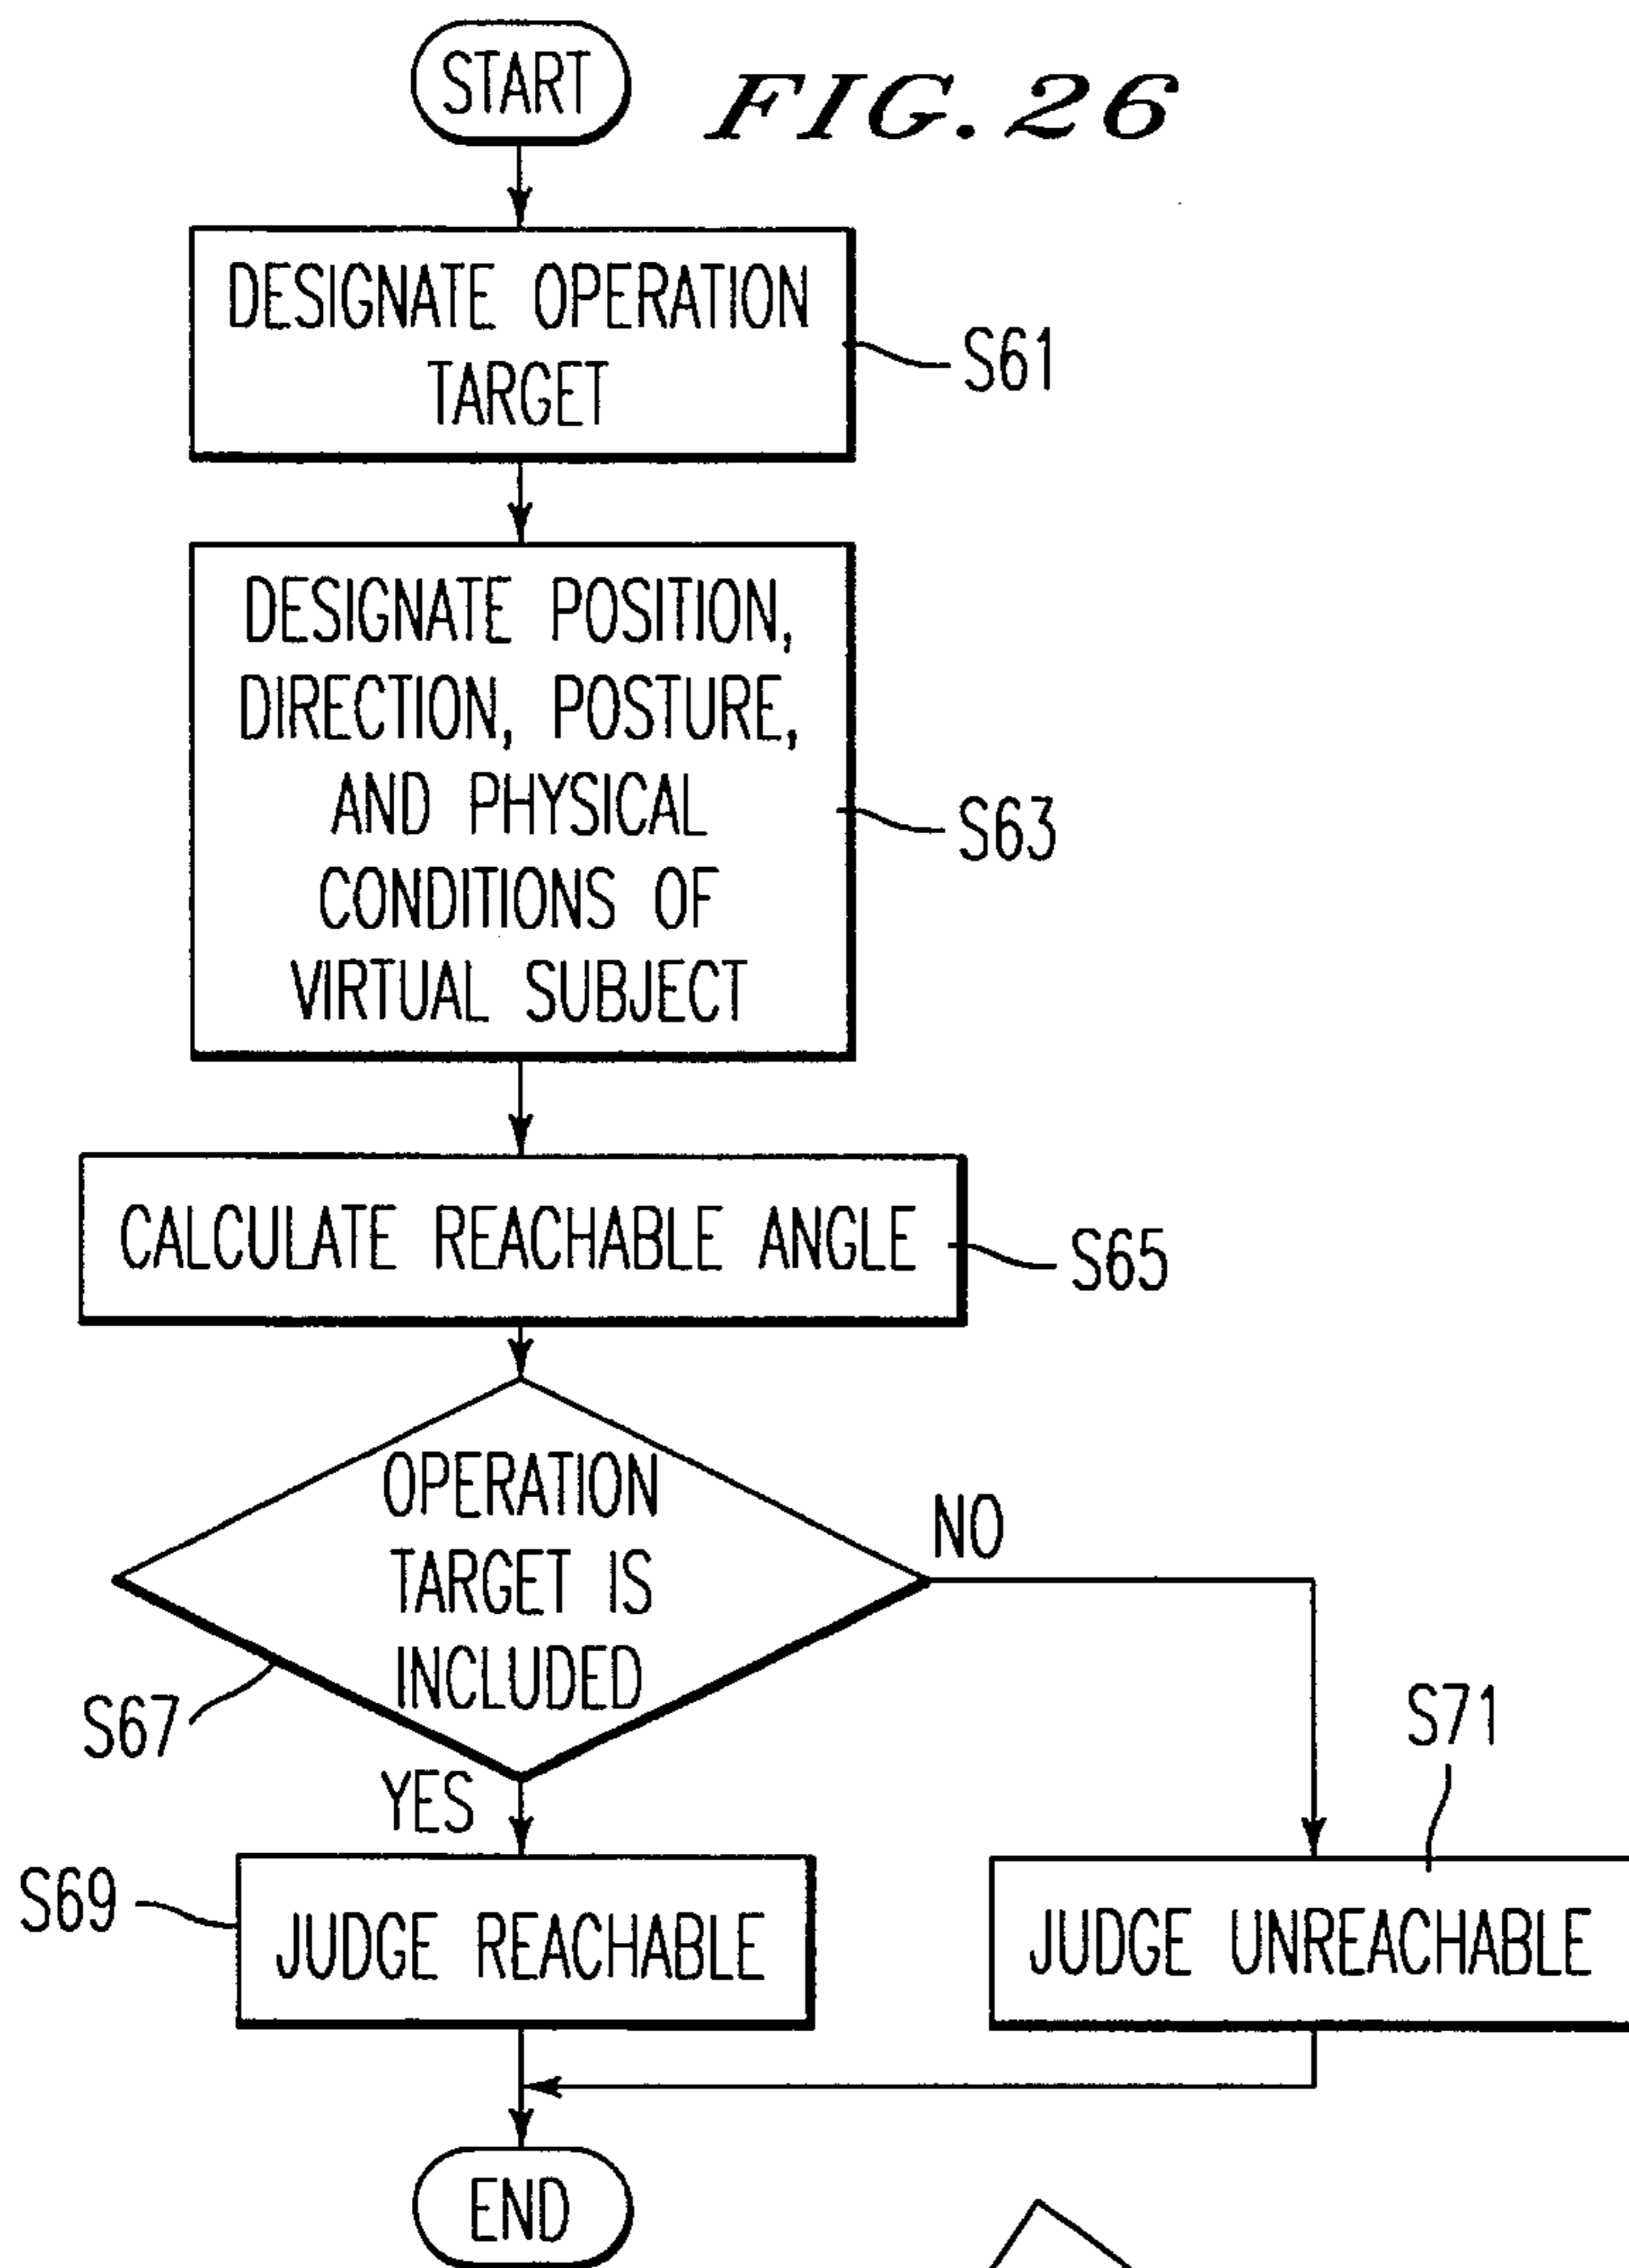 START
FIG. 26
DESIGNATE OPERATION
TARGET
S61
DESIGNATE POSITION,
DIRECTION, POSTURE,
AND PHYSICAL
CONDITIONS OF
VIRTUAL SUBJECT
S63
CALCULATE REACHABLE ANGLE
S65
OPERATION
TARGET IS
INCLUDED
NO
S67
YES
S71
S69
JUDGE REACHABLE
JUDGE UNREACHABLE
END